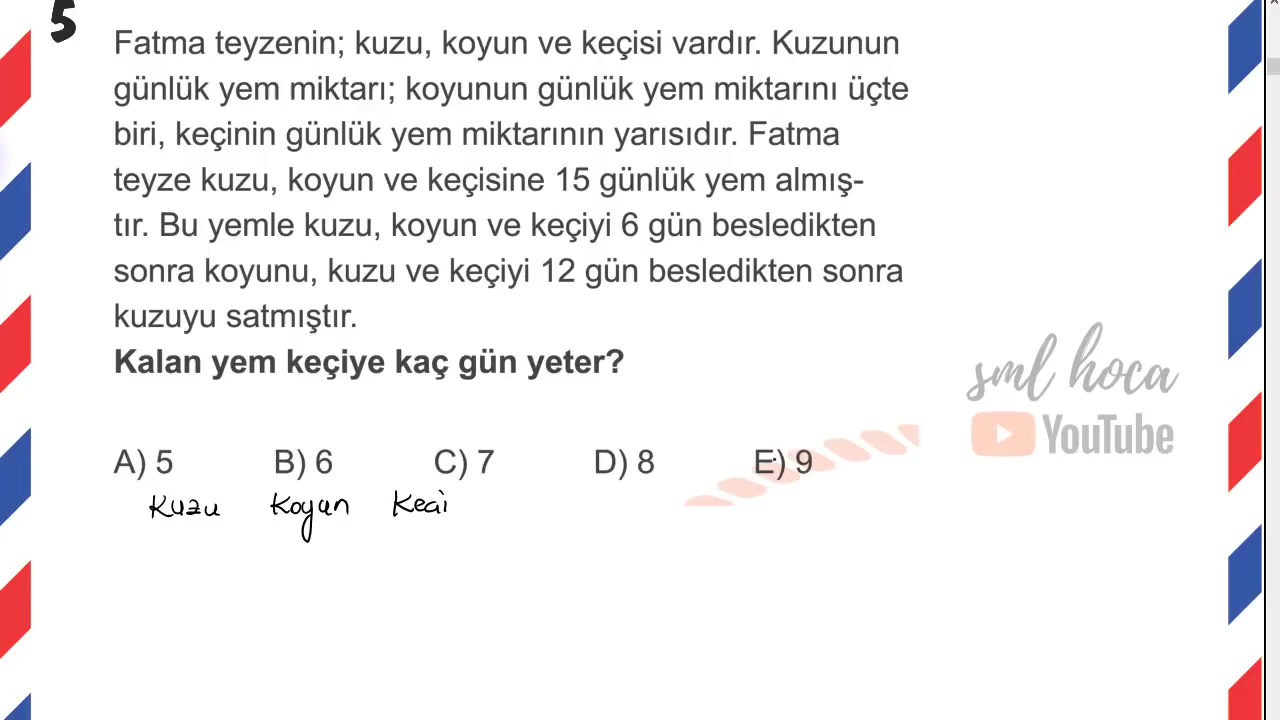 5
Fatma teyzenin; kuzu, koyun ve keçisi vardır. Kuzunun
günlük yem miktarı; koyunun günlük yem miktarını üçte
biri, keçinin günlük yem miktarının yarısıdır. Fatma
teyze kuzu, koyun ve keçisine 15 günlük yem almış-
tır. Bu yemle kuzu, koyun ve keçiyi 6 gün besledikten
sonra koyunu, kuzu ve keçiyi 12 gün besledikten sonra
kuzuyu satmıştır.
Kalan yem keçiye kaç gün yeter?
sml hoca
YouTube
A) 5 B) 6 C) 7 D) 8 E) 9
Kuzu Koyun Keci